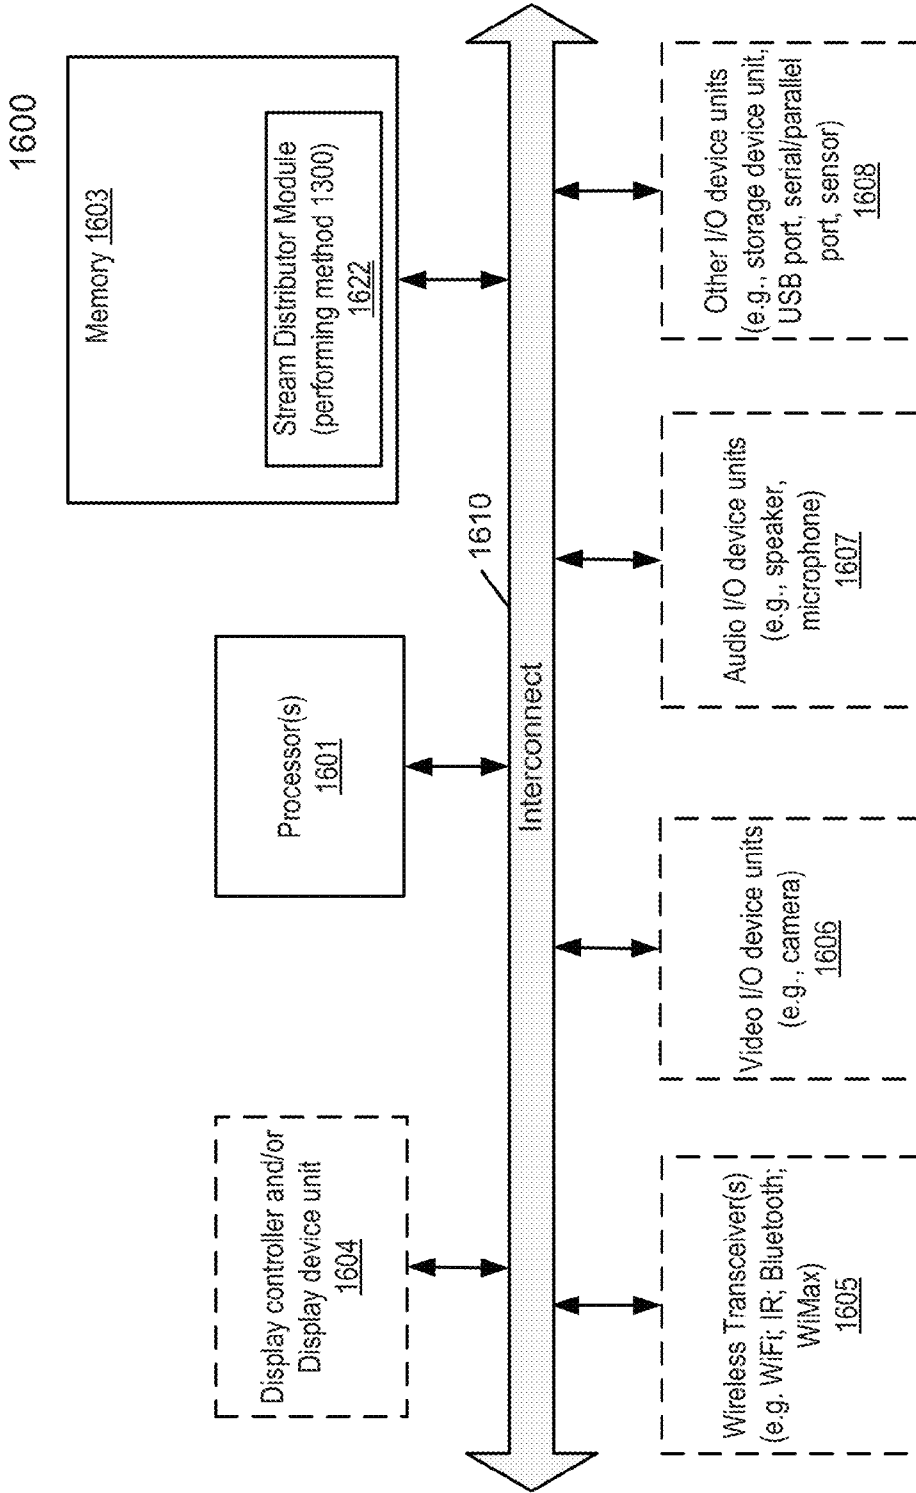 1600
Display controller and/or
Display device unit
1604
Processor(s)
1601
Memory 1603
Stream Distributor Module
(performing method 1300)
1622
1610
Interconnect
Wireless Transceiver(s)
(e.g. WiFi; IR; Bluetooth;
WiMax)
1605
Video I/O device units
(e.g., camera)
1606
Audio I/O device units
(e.g., speaker,
microphone)
1607
Other I/O device units
(e.g., storage device unit,
USB port, serial/parallel
port, sensor)
1608